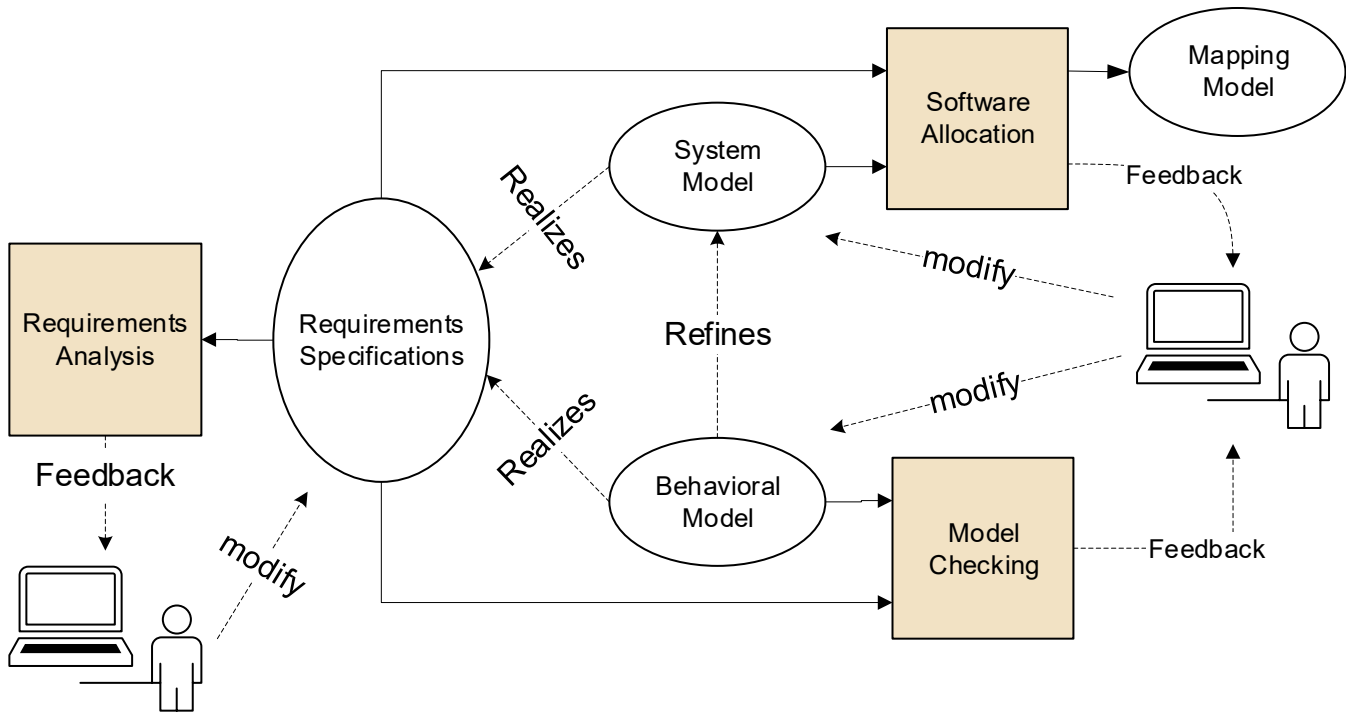 Mapping
Model
Software
Allocation
System
Model
Feedback
Realizes
modify
Requirements
Analysis
Requirements
Specifications
Refines
modify
Realizes
Feedback
Behavioral
Model
Model
Checking
Feedback
modify